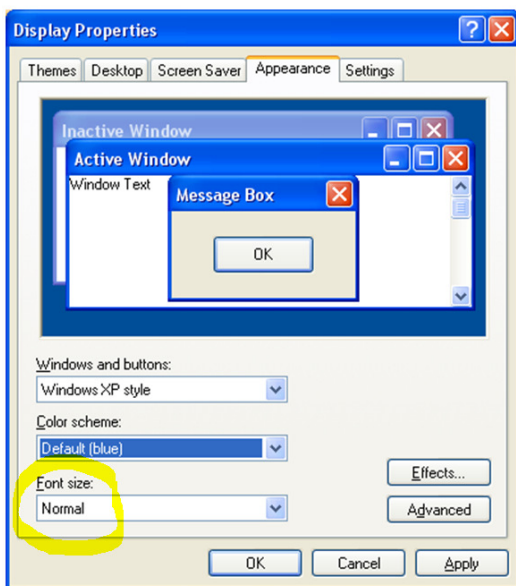 Display Properties
Themes Desktop Screen Saver Appearance Settings
Inactive Window
Active Window
Window Text
Message Box
OK
Windows and buttons:
Windows XP style
Color scheme:
Default (blue)
Effects...
Font size:
Normal
Advanced
OK Cancel Apply